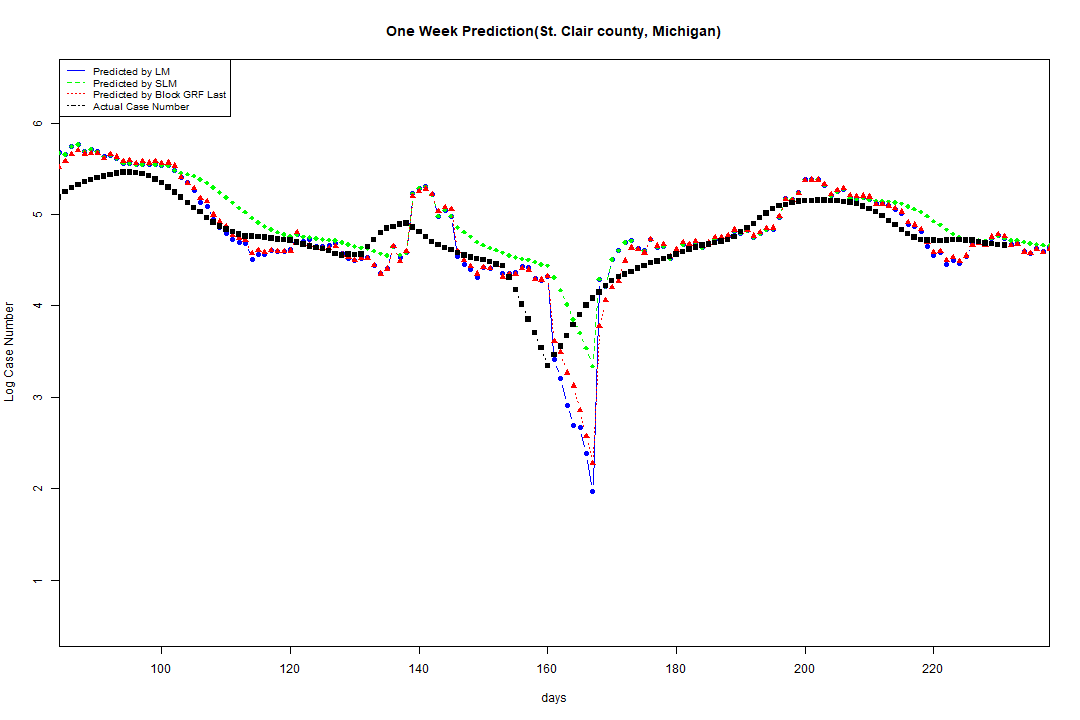 One Week Prediction(St. Clair county, Michigan)
Predicted by LM
Predicted by SLM
Predicted by Block GRF Last
Actual Case Number
6
5
4
3
2
1
Log Case Number
100 120 140 160 180 200 220
days